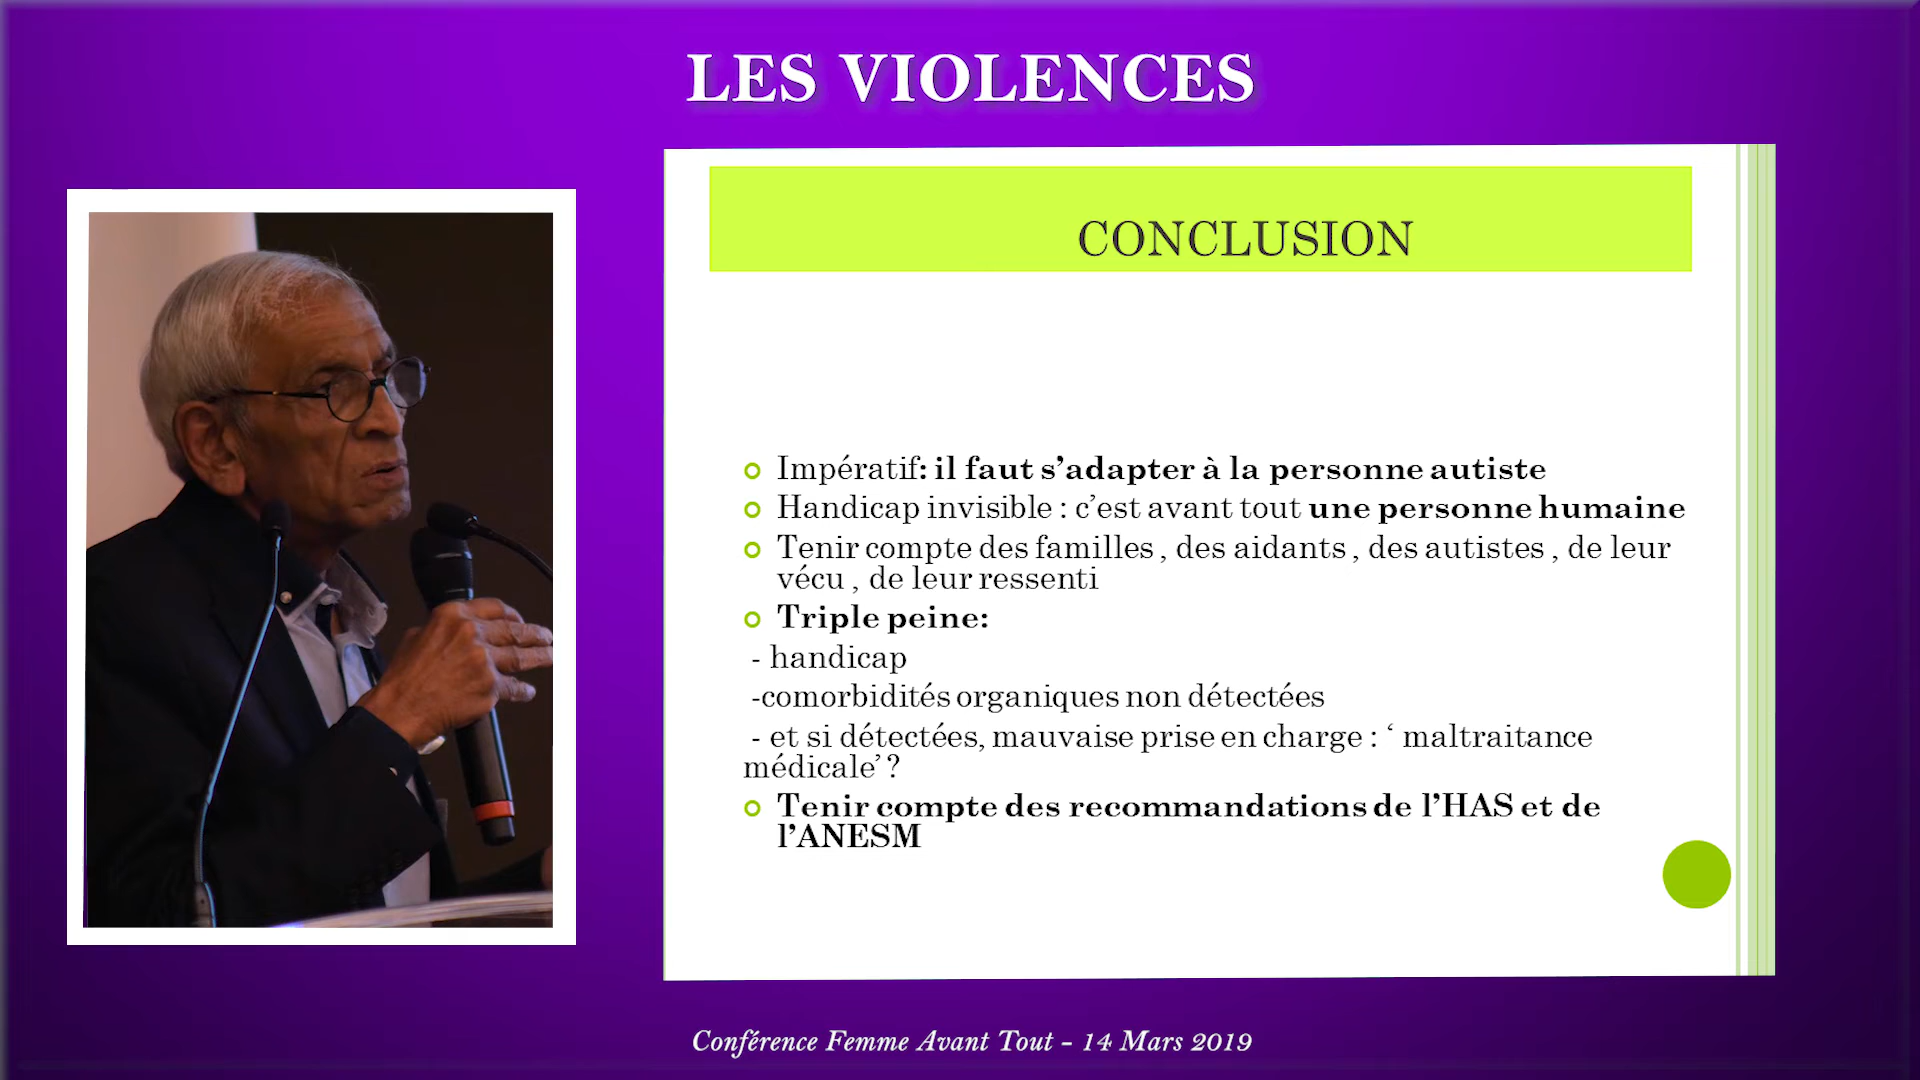 LES VIOLENCES
CONCLUSION
Impératif: il faut s’adapter à la personne autiste
Handicap invisible : c’est avant tout une personne humaine
Tenir compte des familles , des aidants , des autistes , de leur
vécu , de leur ressenti
Triple peine:
- handicap
-comorbidités organiques non détectées
- et si détectées, mauvaise prise en charge : ‘ maltraitance
médicale’ ?
Tenir compte des recommandations de l’HAS et de
l’ANESM
Conférence Femme Avant Tout - 14 Mars 2019